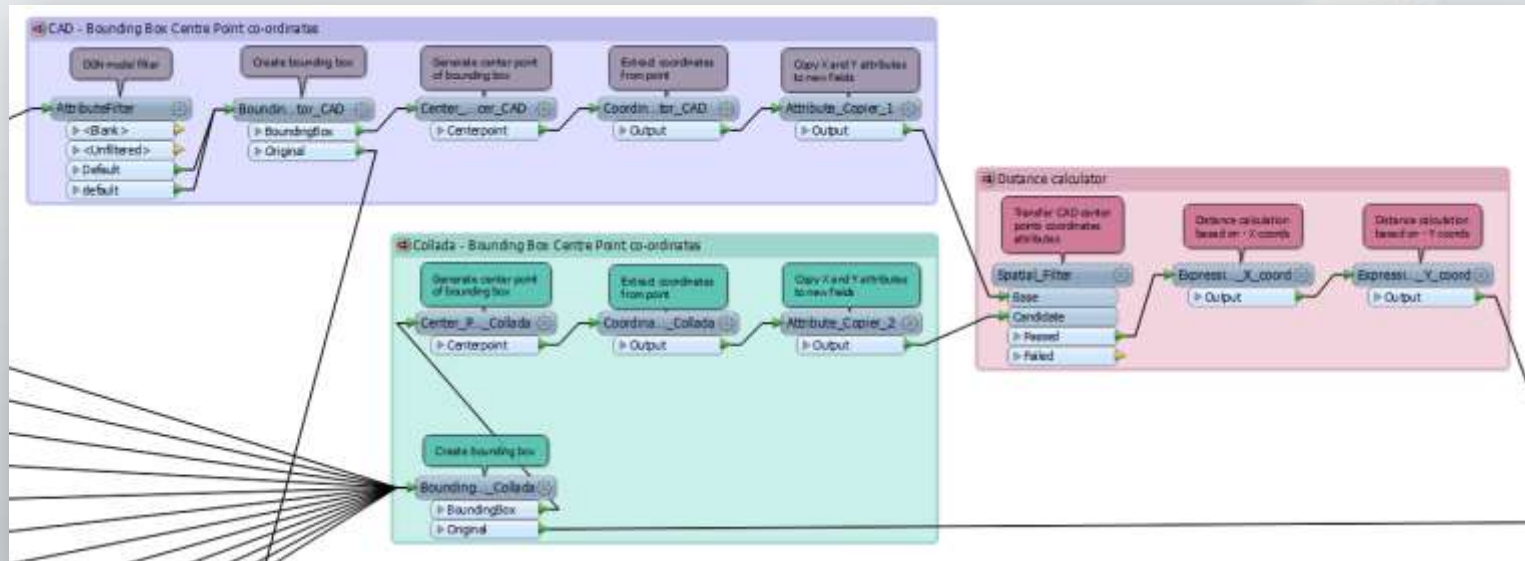 CAD - Bounding Box Centre Point co-ordinates
DGN model filter
Create bounding box
Generate center point
of bounding box
Extract coordinates
from point
Copy X and Y attributes
to new fields
AttributeFilter
<Blank>
<Unfiltered>
Default
default
Boundin...tor_CAD
BoundingBox
Original
Center_...cer_CAD
Centerpoint
Coordin...tor_CAD
Output
Attribute_Copier_1
Output
Collada - Bounding Box Centre Point co-ordinates
Generate center point
of bounding box
Extract coordinates
from point
Copy X and Y attributes
to new fields
Center_P..._Collada
Centerpoint
Coordina..._Collada
Output
Attribute_Copier_2
Output
Create bounding box
Bounding..._Collada
BoundingBox
Original
Distance calculator
Transfer CAD center
points coordinates
attributes
Distance calculation
based on - X coords
Distance calculation
based on - Y coords
Spatial_Filter
Base
Candidate
Passed
Failed
Expressi..._X_coord
Output
Expressi..._Y_coord
Output